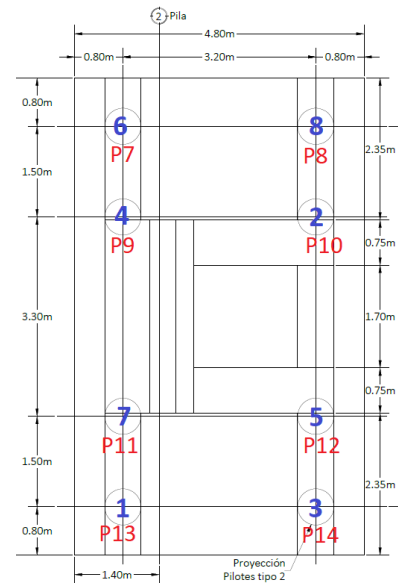 2 Pila
4.80m
0.80m 3.20m 0.80m
0.80m
6 8
P7 P8
2.35m
1.50m
4 2
P9 P10
0.75m
3.30m
1.70m
0.75m
7 5
P11 P12
1.50m
2.35m
1 3
P13 P14
0.80m
1.40m
Proyección
Pilotes tipo 2